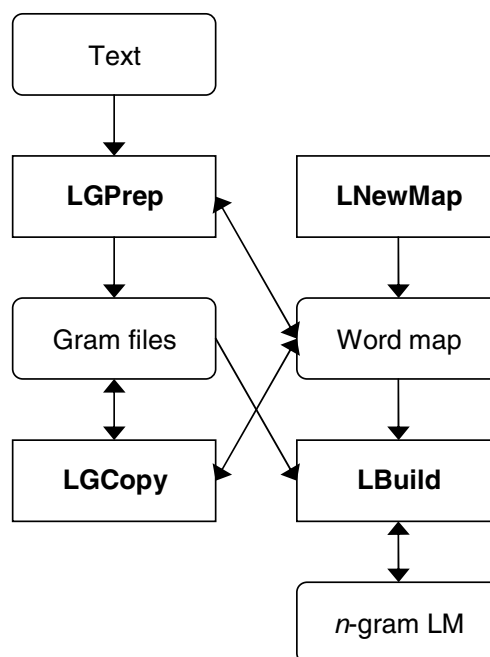 Text
LGPrep
LNewMap
Gram files
Word map
LGCopy
LBuild
n-gram LM